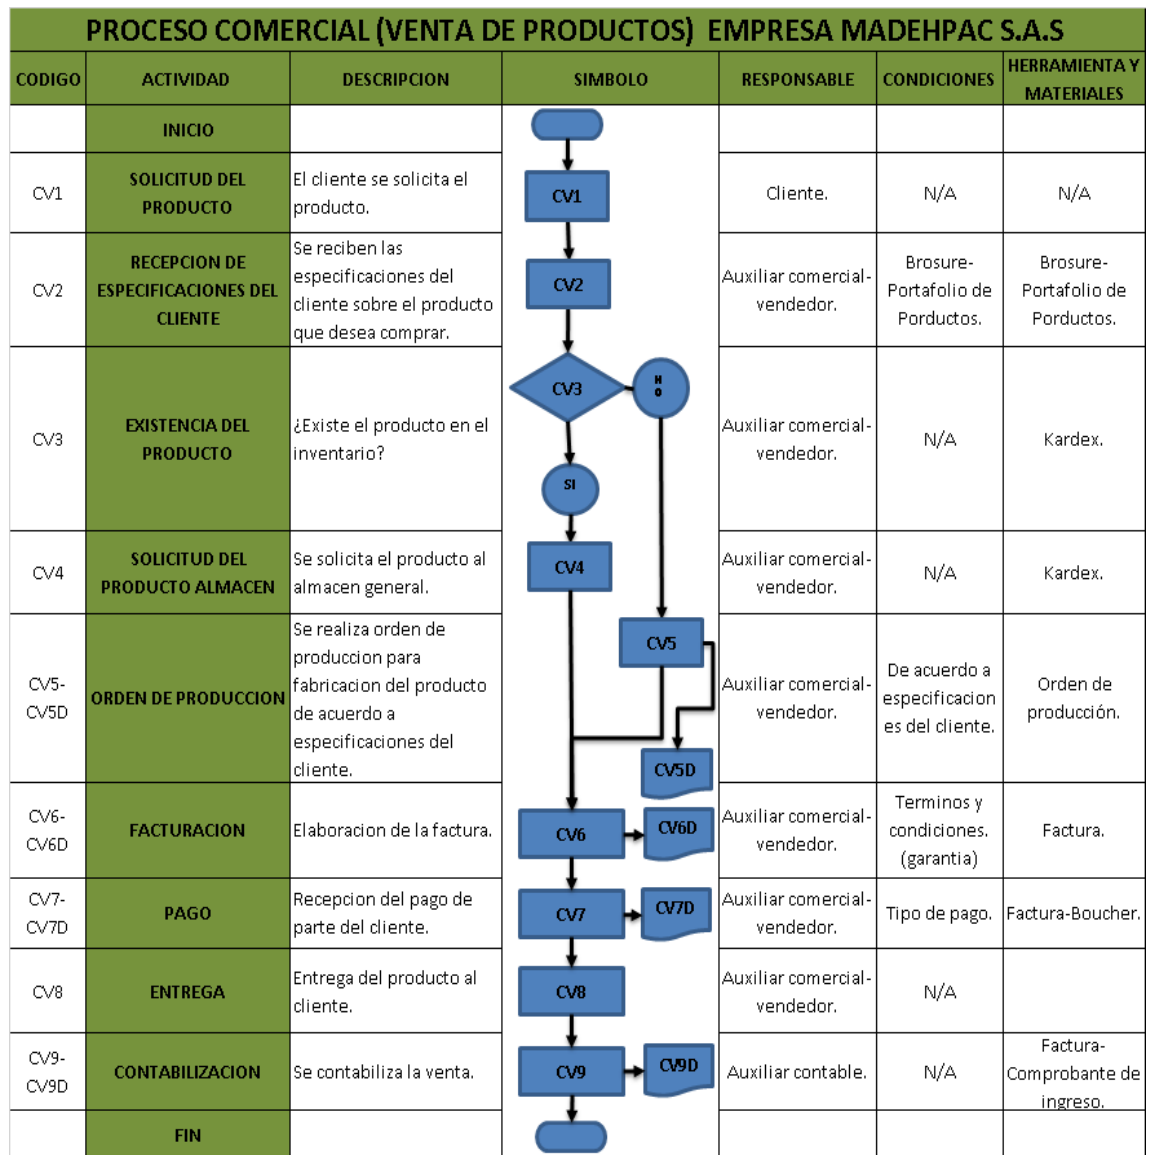 PROCESO COMERCIAL (VENTA DE PRODUCTOS) EMPRESA MADEHPAC S.A.S
CODIGO
ACTIVIDAD
DESCRIPCION
SIMBOLO
RESPONSABLE
CONDICIONES
HERRAMIENTA Y
MATERIALES
INICIO
CV1
SOLICITUD DEL
PRODUCTO
El cliente se solicita el
producto.
CV1
Cliente.
N/A
N/A
CV2
RECEPCION DE
ESPECIFICACIONES DEL
CLIENTE
Se reciben las
especificaciones del
cliente sobre el producto
que desea comprar.
CV2
Auxiliar comercial-
vendedor.
Brosure-
Portafolio de
Porductos.
Brosure-
Portafolio de
Porductos.
CV3
EXISTENCIA DEL
PRODUCTO
¿Existe el producto en el
inventario?
CV3
N
O
SI
Auxiliar comercial-
vendedor.
N/A
Kardex.
CV4
SOLICITUD DEL
PRODUCTO ALMACEN
Se solicita el producto al
almacen general.
CV4
Auxiliar comercial-
vendedor.
N/A
Kardex.
CV5-
CV5D
ORDEN DE PRODUCCION
Se realiza orden de
produccion para
fabricacion del producto
de acuerdo a
especificaciones del
cliente.
CV5
CV5D
Auxiliar comercial-
vendedor.
De acuerdo a
especificacion
es del cliente.
Orden de
producción.
CV6-
CV6D
FACTURACION
Elaboracion de la factura.
CV6
CV6D
Auxiliar comercial-
vendedor.
Terminos y
condiciones.
(garantia)
Factura.
CV7-
CV7D
PAGO
Recepcion del pago de
parte del cliente.
CV7
CV7D
Auxiliar comercial-
vendedor.
Tipo de pago.
Factura-Boucher.
CV8
ENTREGA
Entrega del producto al
cliente.
CV8
Auxiliar comercial-
vendedor.
N/A
CV9-
CV9D
CONTABILIZACION
Se contabiliza la venta.
CV9
CV9D
Auxiliar contable.
N/A
Factura-
Comprobante de
ingreso.
FIN